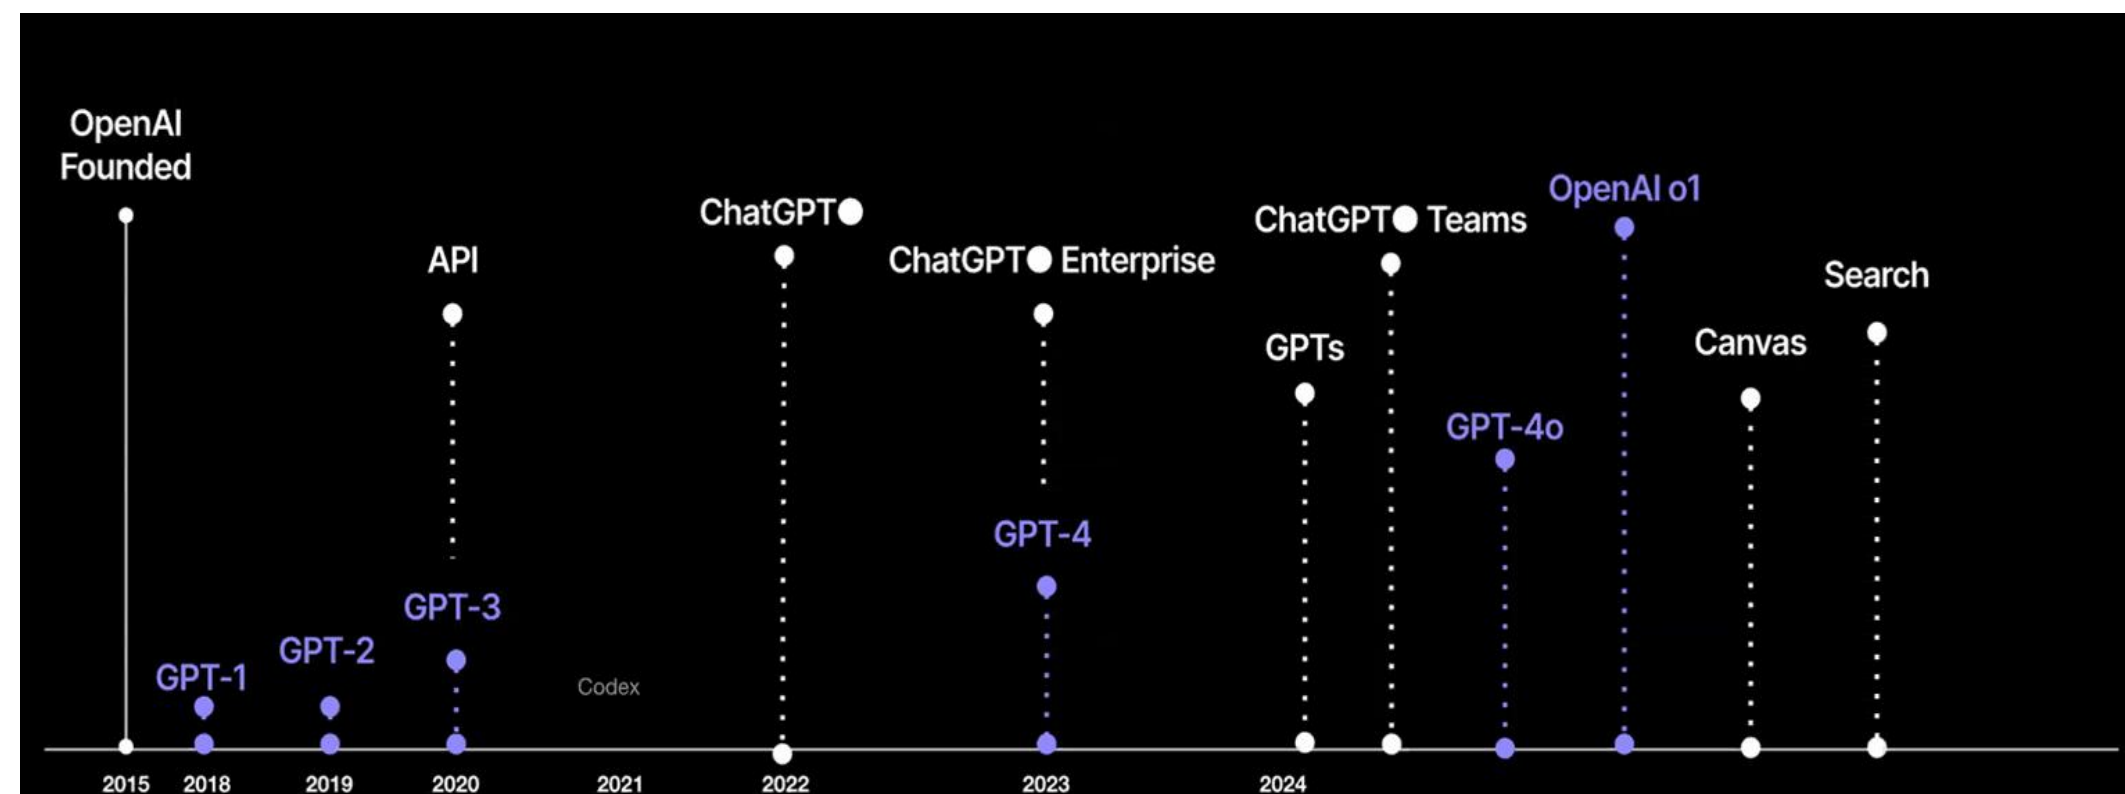 OpenAI
Founded
GPT-1
GPT-2
API
GPT-3
Codex
ChatGPT
ChatGPT Enterprise
GPT-4
GPTs
ChatGPT Teams
GPT-4o
OpenAI o1
Canvas
Search
2015 2018 2019 2020 2021 2022 2023 2024